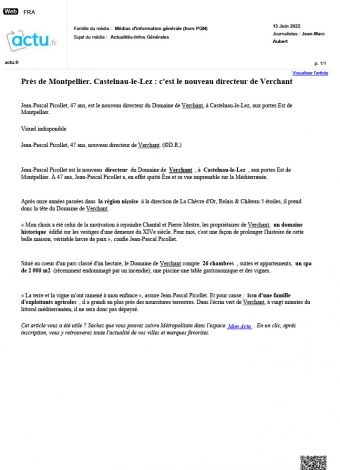 Web FRA
actu.fr
Famille du média : Médias d'information générale (hors PQN)
Sujet du média : Actualités-Infos Générales
13 Juin 2022
Journalistes : Jean-Marc
Aubert
actu.fr
p. 1/1
Visualiser l'article
Près de Montpellier. Castelnau-le-Lez : c'est le nouveau directeur de Verchant
Jean-Pascal Picollet, 47 ans, est le nouveau directeur du Domaine de Verchant, à Castelnau-le-Lez, aux portes Est de
Montpellier.
Visuel indisponible
Jean-Pascal Picollet, 47 ans, nouveau directeur de Verchant. (©D.R.)
Jean-Pascal Picollet est le nouveau directeur du Domaine de Verchant , à Castelnau-le-Lez , aux portes Est de
Montpellier. À 47 ans, Jean-Pascal Picollet a, en effet quitté Èze et sa vue imprenable sur la Méditerranée.
Après onze années passées dans la région niçoise à la direction de La Chèvre d'Or, Relais & Château 5 étoiles, il prend
donc la tête du Domaine de Verchant.
« Mon choix a été celui de la motivation à rejoindre Chantal et Pierre Mestre, les propriétaires de Verchant, un domaine
historique édifié sur les vestiges d'une demeure du XIVe siècle. Pour moi, c'est une façon de prolonger l'histoire de cette
belle maison, véritable havre de paix », confie Jean-Pascal Picollet.
Situé au coeur d'un parc classé d'un hectare, le Domaine de Verchant compte 26 chambres , suites et appartements, un spa
de 2 000 m2 (récemment endommagé par un incendie), une piscine une table gastronomique et des vignes.
« La terre et la vigne m'ont ramené à mon enfance », assure Jean-Pascal Picollet. Et pour cause : issu d'une famille
d'exploitants agricoles , il a grandi au plus près des nourritures terrestres. Dans l'écrin vert de Verchant, à vingt minutes du
littoral méditerranéen, il ne sera donc pas dépaysé.
Cet article vous a été utile ? Sachez que vous pouvez suivre Métropolitain dans l'espace Mon Actu . En un clic, après
inscription, vous y retrouverez toute l'actualité de vos villes et marques favorites.